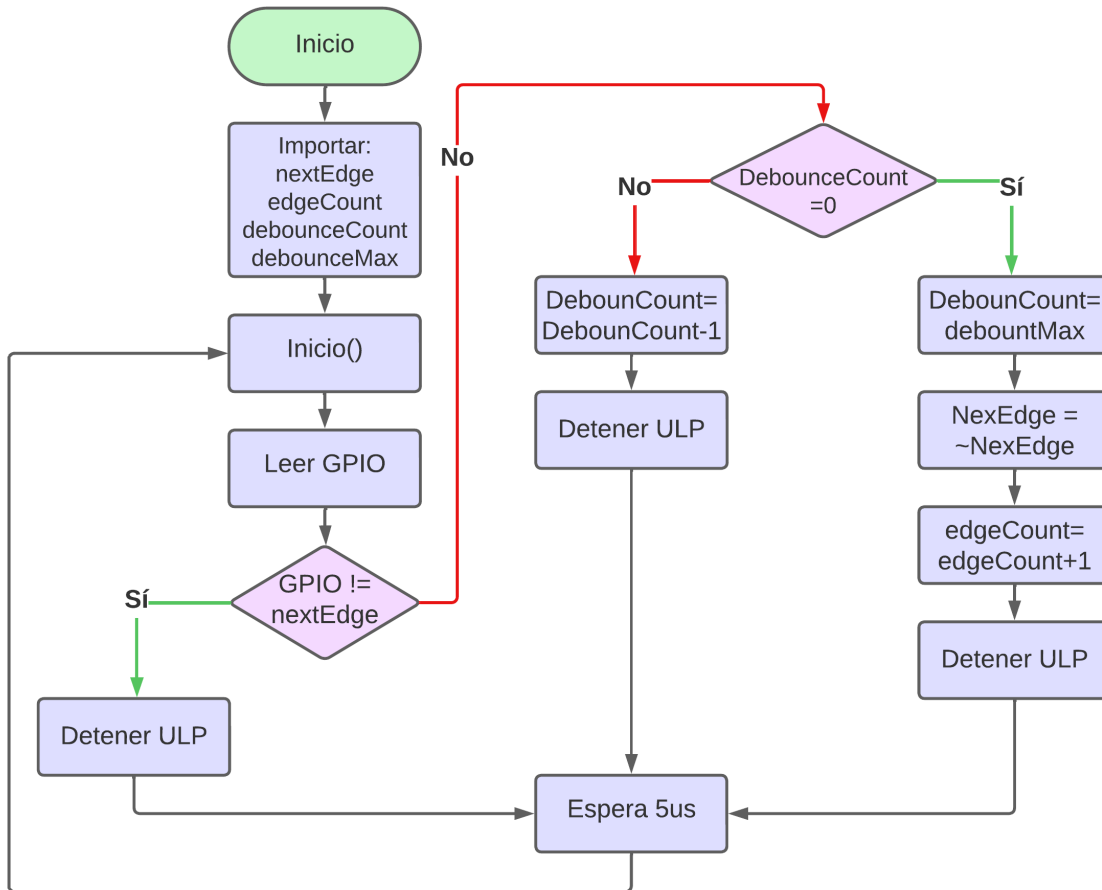 Inicio
Importar:
nextEdge
edgeCount
debounceCount
debounceMax
Inicio()
Leer GPIO
GPIO !=
nextEdge
Sí
Detener ULP
No
DebounceCount
=0
No
DebounCount=
DebounCount-1
Detener ULP
Sí
DebounCount=
debountMax
NexEdge =
~NexEdge
edgeCount=
edgeCount+1
Detener ULP
Espera 5us